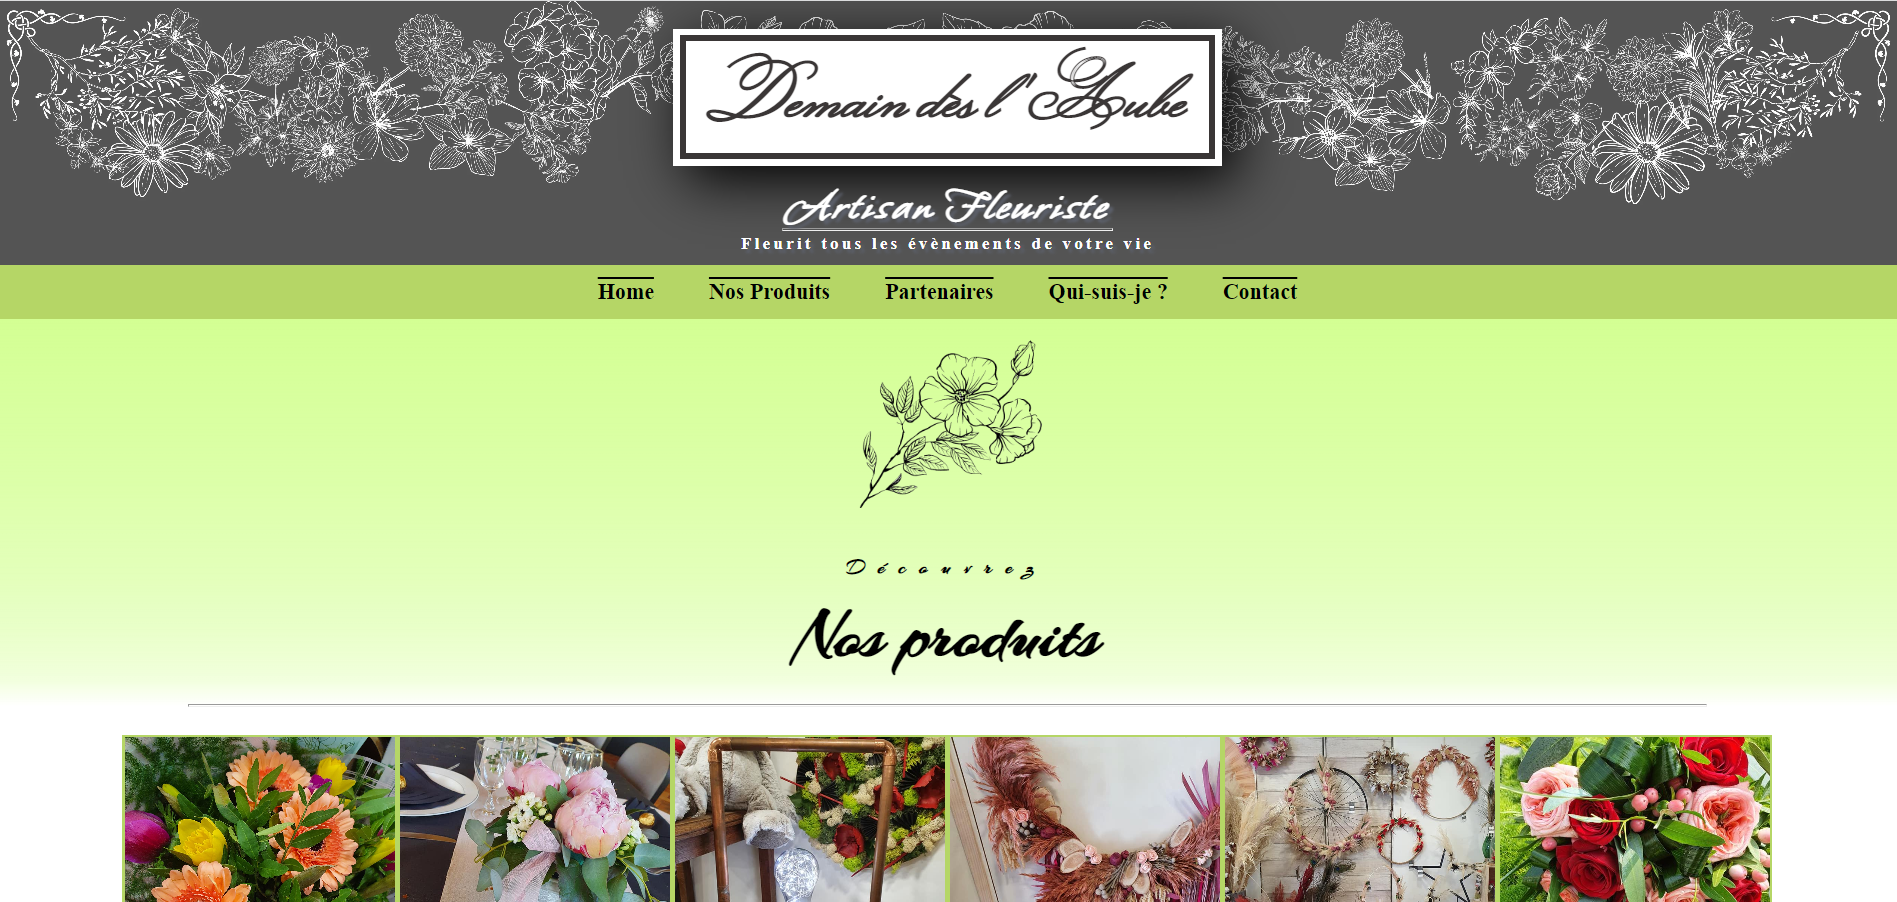 Demain dès l'Aube
Artisan Fleuriste
Fleurit tous les évènements de votre vie
Home Nos Produits Partenaires Qui-suis-je ? Contact
Découvrez
Nos produits